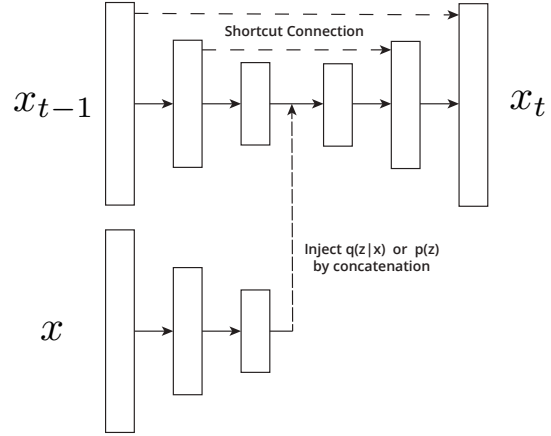 Shortcut Connection
x_{t-1}
x_t
Inject q(z|x) or p(z)
by concatenation
x